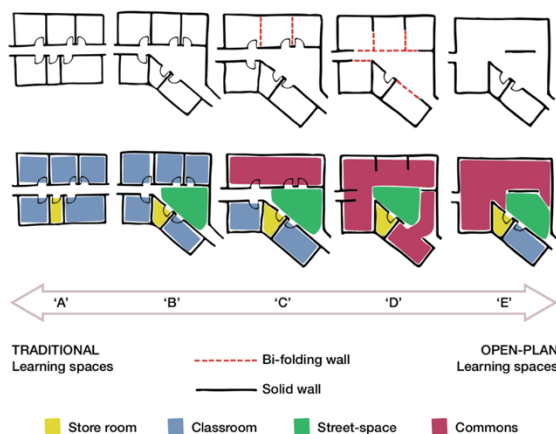 ‘A’ ‘B’ ‘C’ ‘D’ ‘E’
TRADITIONAL
Learning spaces
Bi-folding wall
Solid wall
OPEN-PLAN
Learning spaces
Store room Classroom Street-space Commons